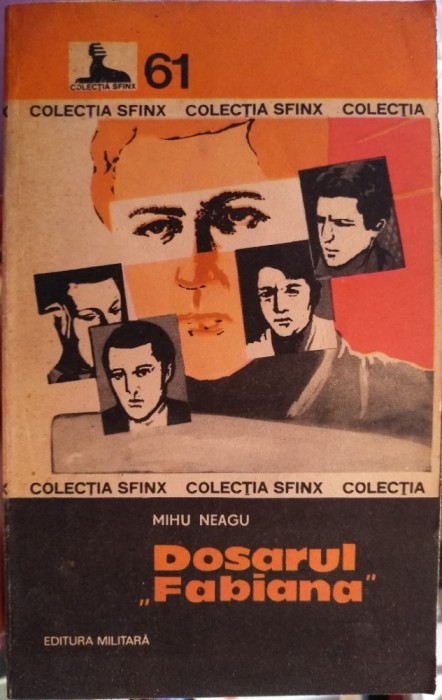 61
COLECȚIA SFINX
COLECȚIA SFINX COLECȚIA SFINX COLECȚIA
COLECȚIA SFINX COLECȚIA SFINX COLECȚIA
MIHU NEAGU
Dosarul
„Fabiana”
EDITURA MILITARĂ